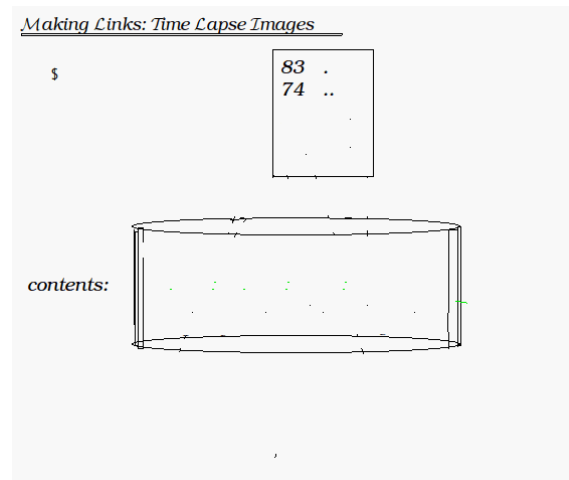 Making Links: Time Lapse Images
$
83 .
74 ..
contents:
,